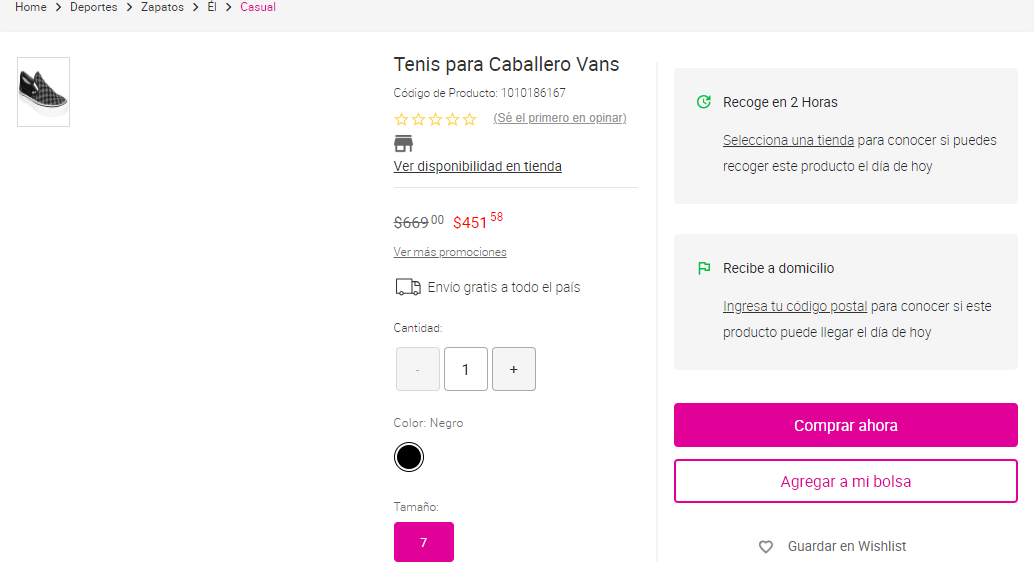 Home > Deportes > Zapatos > Él > Casual
Tenis para Caballero Vans
Código de Producto: 1010186167
(Sé el primero en opinar)
Ver disponibilidad en tienda
$669 00 $451 58
Ver más promociones
Envío gratis a todo el país
Cantidad:
- 1 +
Color: Negro
Tamaño:
7
Recoge en 2 Horas
Selecciona una tienda para conocer si puedes
recoger este producto el día de hoy
Recibe a domicilio
Ingresa tu código postal para conocer si este
producto puede llegar el día de hoy
Comprar ahora
Agregar a mi bolsa
Guardar en Wishlist